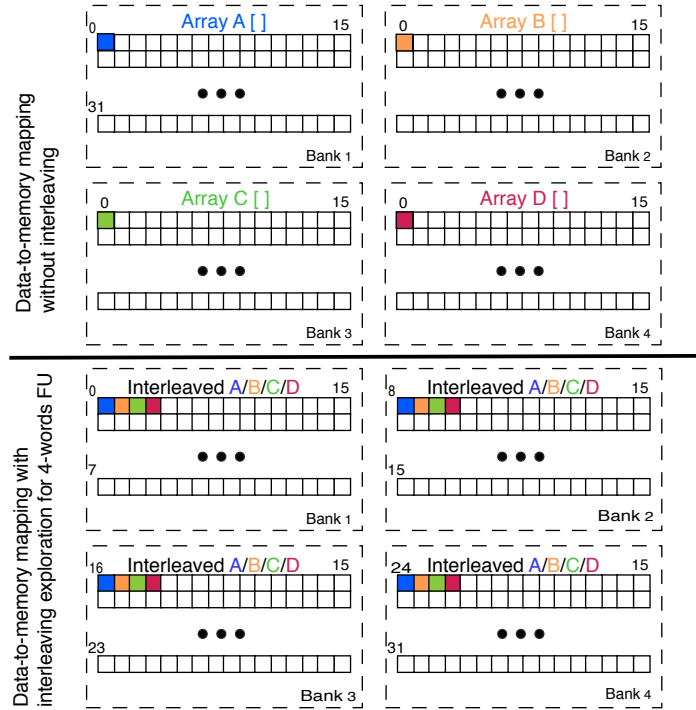 Data-to-memory mapping
without interleaving
Array A [ ]
0
15
31
Bank 1
Array B [ ]
0
15
Bank 2
Array C [ ]
0
15
Bank 3
Array D [ ]
0
15
Bank 4
Data-to-memory mapping with
interleaving exploration for 4-words FU
Interleaved A/B/C/D
0
15
7
Bank 1
Interleaved A/B/C/D
8
15
15
Bank 2
Interleaved A/B/C/D
16
15
23
Bank 3
Interleaved A/B/C/D
24
15
31
Bank 4